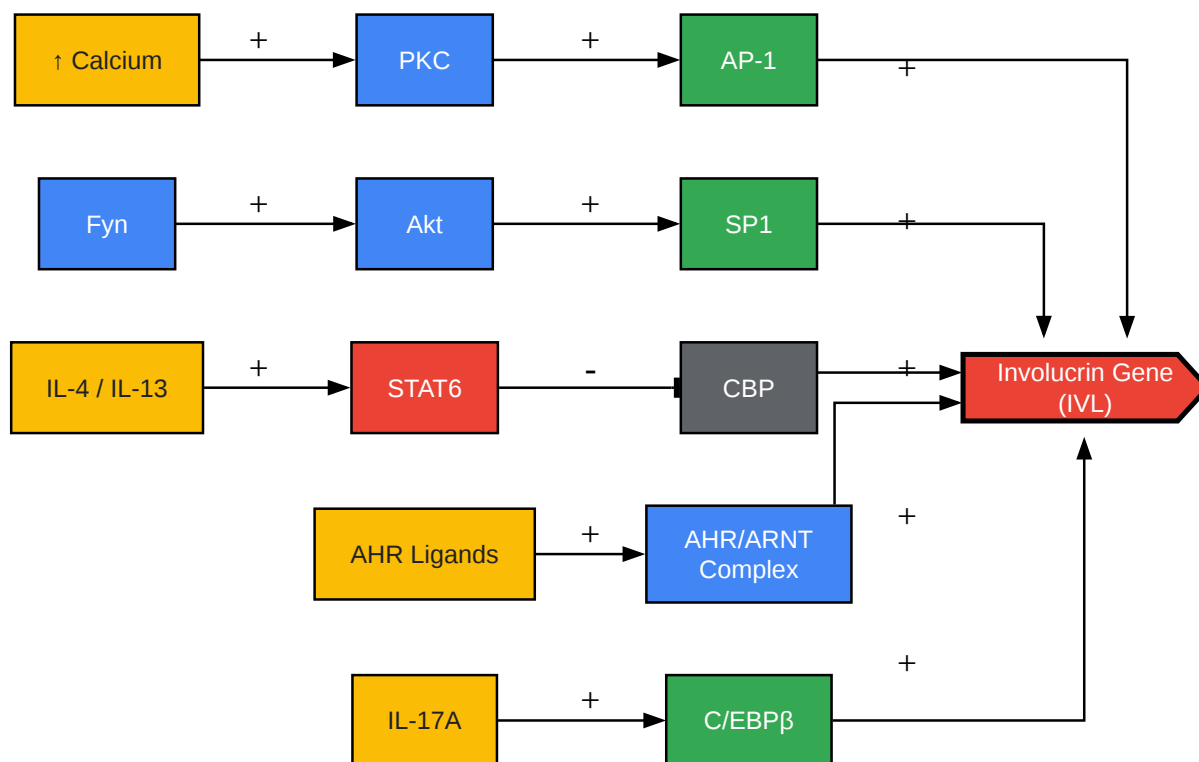 +
+
↑ Calcium
PKC
AP-1
+
+
+
Fyn
Akt
SP1
+
+
-
IL-4 / IL-13
STAT6
CBP
+
Involucrin Gene
(IVL)
+
AHR Ligands
AHR/ARNT
Complex
+
+
IL-17A
C/EBPβ
+